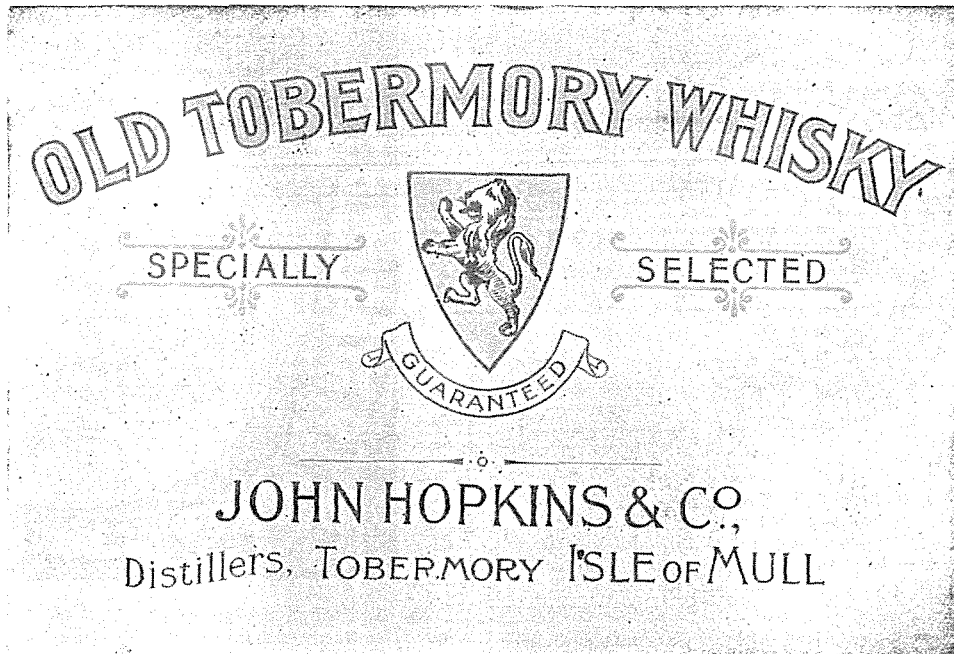 OLD TOBERMORY WHISKY
SPECIALLY
SELECTED
GUARANTEED
JOHN HOPKINS & Co.,
Distillers, TOBERMORY ISLE OF MULL